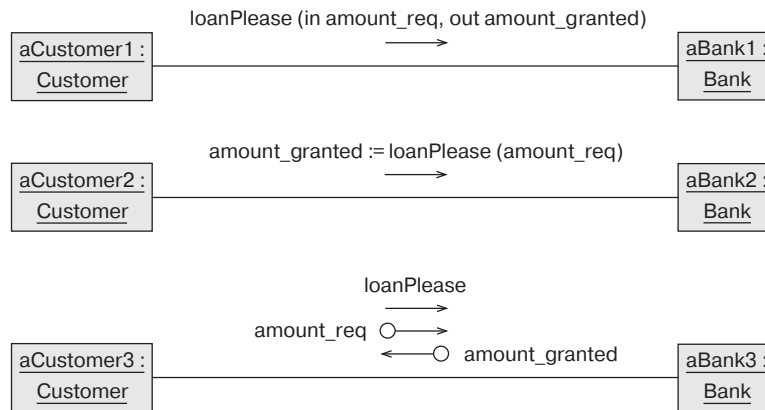 loanPlease (in amount_req, out amount_granted)
aCustomer1 :
Customer
aBank1 :
Bank
amount_granted := loanPlease (amount_req)
aCustomer2 :
Customer
aBank2 :
Bank
loanPlease
amount_req
amount_granted
aCustomer3 :
Customer
aBank3 :
Bank